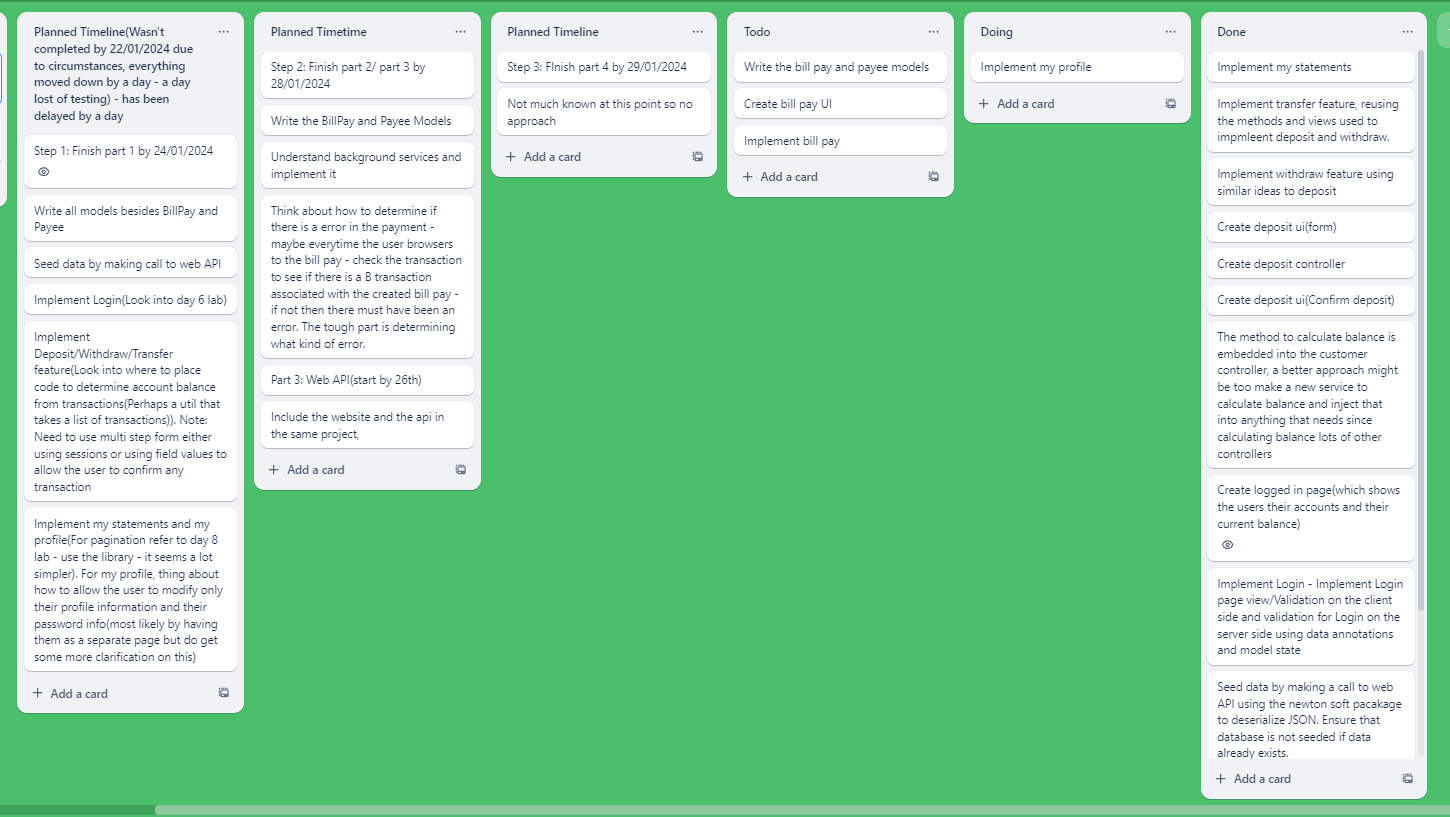 Planned Timeline(Wasn't
completed by 22/01/2024 due
to circumstances, everything
moved down by a day - a day
lost of testing) - has been
delayed by a day
Step 1: Finish part 1 by 24/01/2024
Write all models besides BillPay and
Payee
Seed data by making call to web API
Implement Login(Look into day 6 lab)
Implement
Deposit/Withdraw/Transfer
feature(Look into where to place
code to determine account balance
from transactions(Perhaps a util that
takes a list of transactions)). Note:
Need to use multi step form either
using sessions or using field values to
allow the user to confirm any
transaction
Implement my statements and my
profile(For pagination refer to day 8
lab - use the library - it seems a lot
simpler). For my profile, thing about
how to allow the user to modify only
their profile information and their
password info(most likely by having
them as a separate page but do get
some more clarification on this)
Add a card
Planned Timetime
Step 2: Finish part 2/ part 3 by
28/01/2024
Write the BillPay and Payee Models
Understand background services and
implement it
Think about how to determine if
there is a error in the payment -
maybe everytime the user browsers
to the bill pay - check the transaction
to see if there is a B transaction
associated with the created bill pay -
if not then there must have been an
error. The tough part is determining
what kind of error.
Part 3: Web API(start by 26th)
Include the website and the api in
the same project,
Add a card
Planned Timeline
Step 3: FInish part 4 by 29/01/2024
Not much known at this point so no
approach
Add a card
Todo
Write the bill pay and payee models
Create bill pay UI
Implement bill pay
Add a card
Doing
Implement my profile
Add a card
Done
Implement my statements
Implement transfer feature, reusing
the methods and views used to
impmleent deposit and withdraw.
Implement withdraw feature using
similar ideas to deposit
Create deposit ui(form)
Create deposit controller
Create deposit ui(Confirm deposit)
The method to calculate balance is
embedded into the customer
controller, a better approach might
be too make a new service to
calculate balance and inject that
into anything that needs since
calculating balance lots of other
controllers
Create logged in page(which shows
the users their accounts and their
current balance)
Implement Login - Implement Login
page view/Validation on the client
side and validation for Login on the
server side using data annotations
and model state
Seed data by making a call to web
API using the newton soft pacakage
to deserialize JSON. Ensure that
database is not seeded if data
already exists.
Add a card